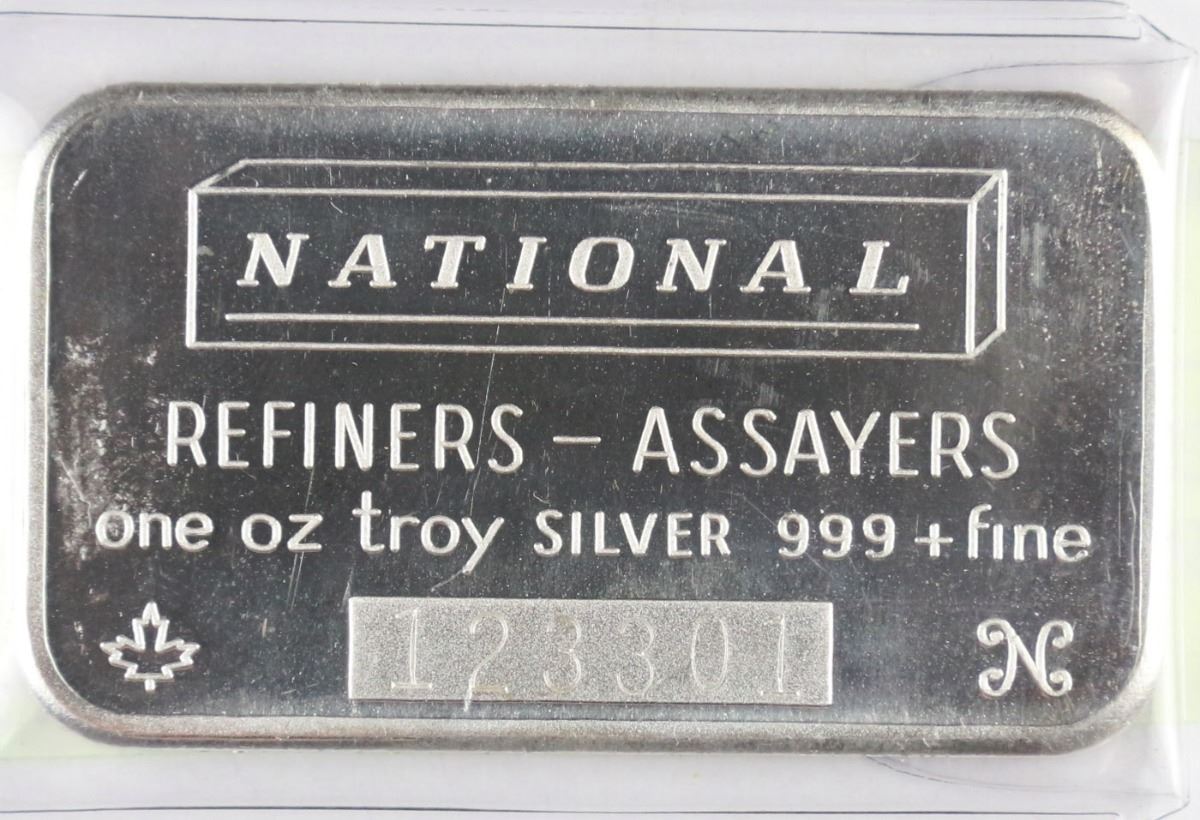 NATIONAL
REFINERS – ASSAYERS
one oz troy SILVER 999+fine
123301
N